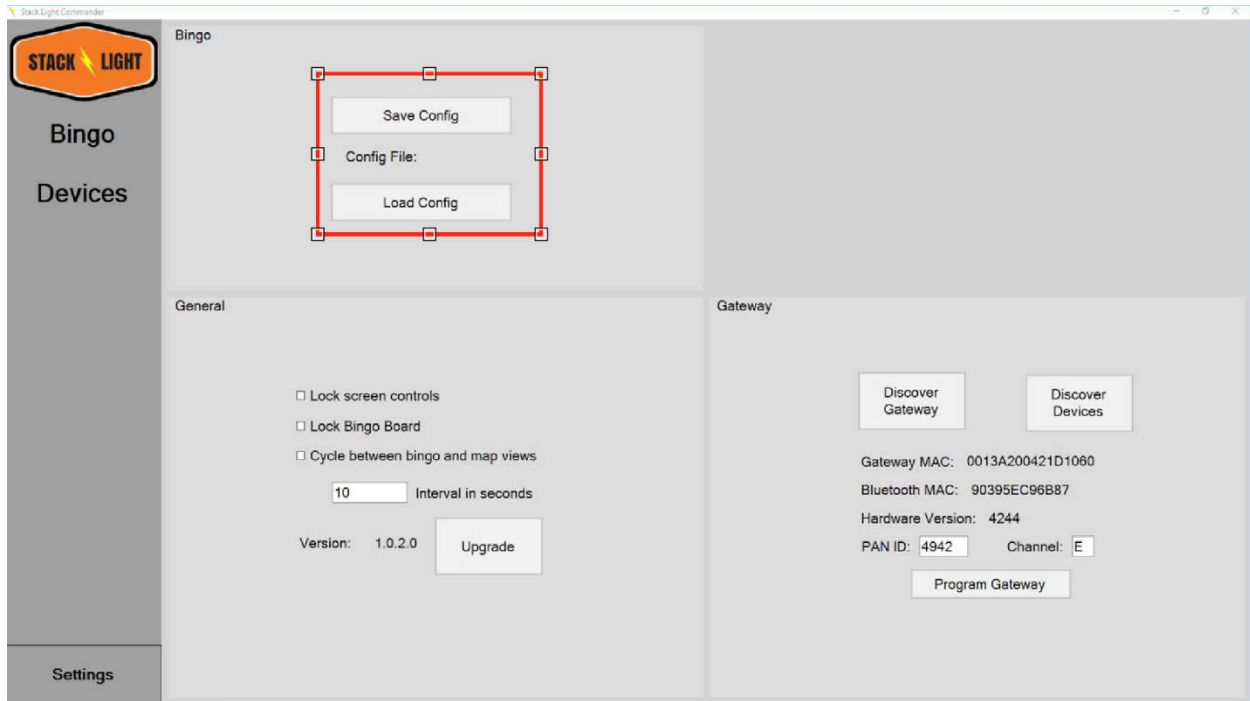 Stack Light Commander
STACK LIGHT
Bingo
Devices
Settings
Bingo
Save Config
Config File:
Load Config
General
Lock screen controls
Lock Bingo Board
Cycle between bingo and map views
10 Interval in seconds
Version: 1.0.2.0
Upgrade
Gateway
Discover
Gateway
Discover
Devices
Gateway MAC: 0013A200421D1060
Bluetooth MAC: 90395EC96B87
Hardware Version: 4244
PAN ID: 4942 Channel: E
Program Gateway